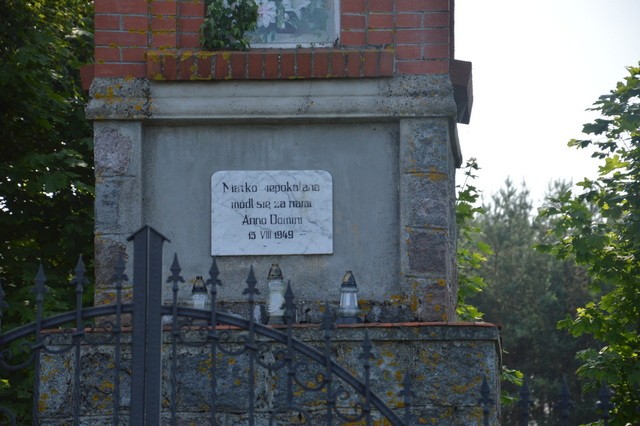 Matko niepokalana
módl się za nami
Anno Domini
15 VIII 1949